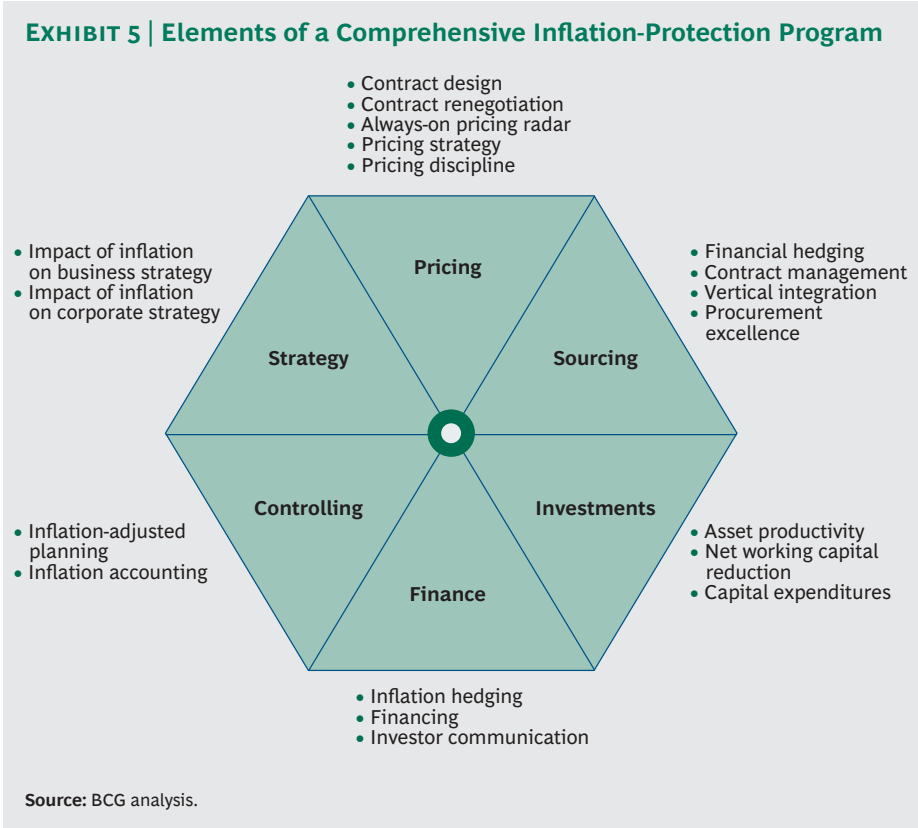 EXHIBIT 5 | Elements of a Comprehensive Inflation-Protection Program
• Contract design
• Contract renegotiation
• Always-on pricing radar
• Pricing strategy
• Pricing discipline
Pricing
• Financial hedging
• Contract management
• Vertical integration
• Procurement
excellence
Sourcing
• Asset productivity
• Net working capital
reduction
• Capital expenditures
Investments
• Inflation hedging
• Financing
• Investor communication
Finance
• Inflation-adjusted
planning
• Inflation accounting
Controlling
• Impact of inflation
on business strategy
• Impact of inflation
on corporate strategy
Strategy
Source: BCG analysis.